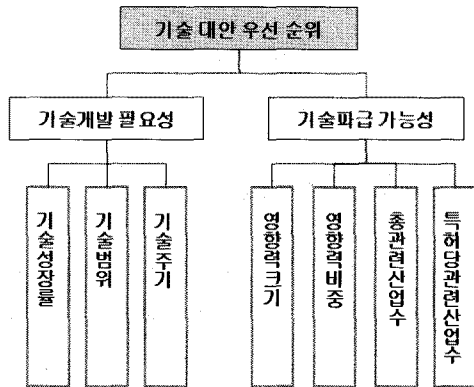 기술 대안 우선 순위
기술개발 필요성
기술파급 가능성
기술성장률
기술범위
기술주기
영향력크기
영향력비중
총관련산업수
특허당관련산업수